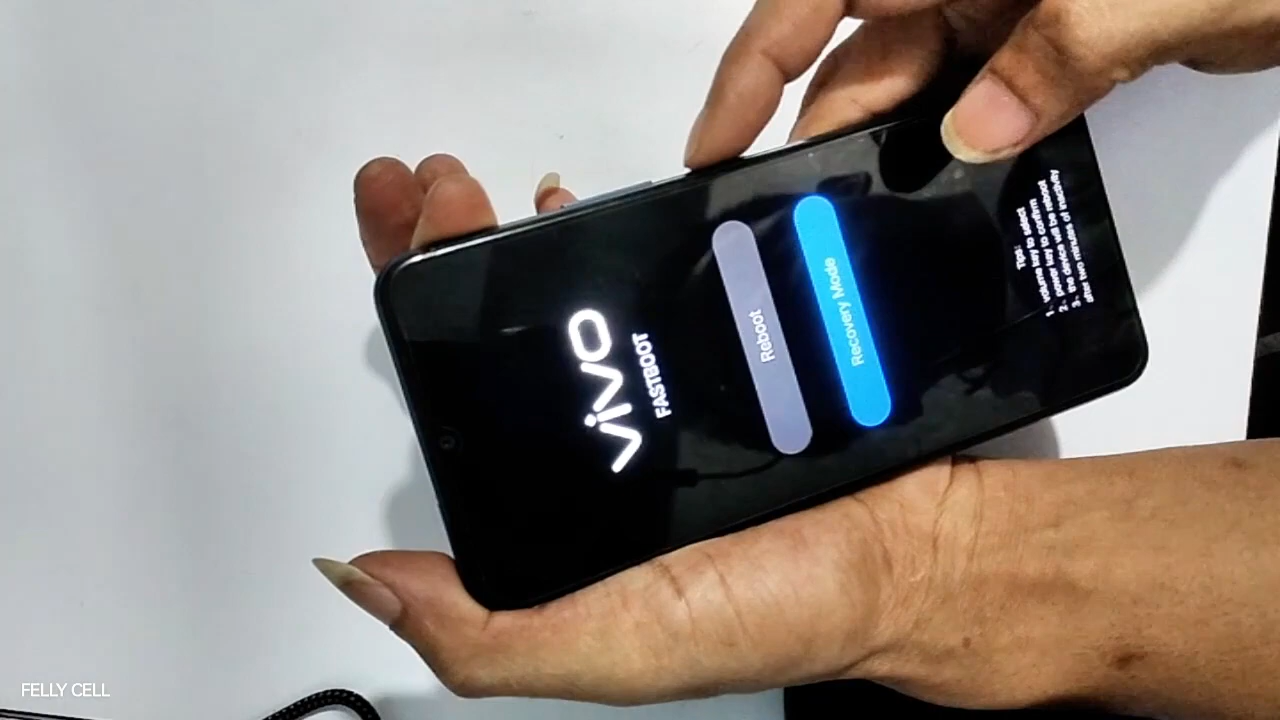 vivo
FASTBOOT
Reboot
Recovery Mode
Tips:
1. volume key to select
2. power key to confirm
3. the device will be reboot
after two minutes of inactivity
FELLY CELL